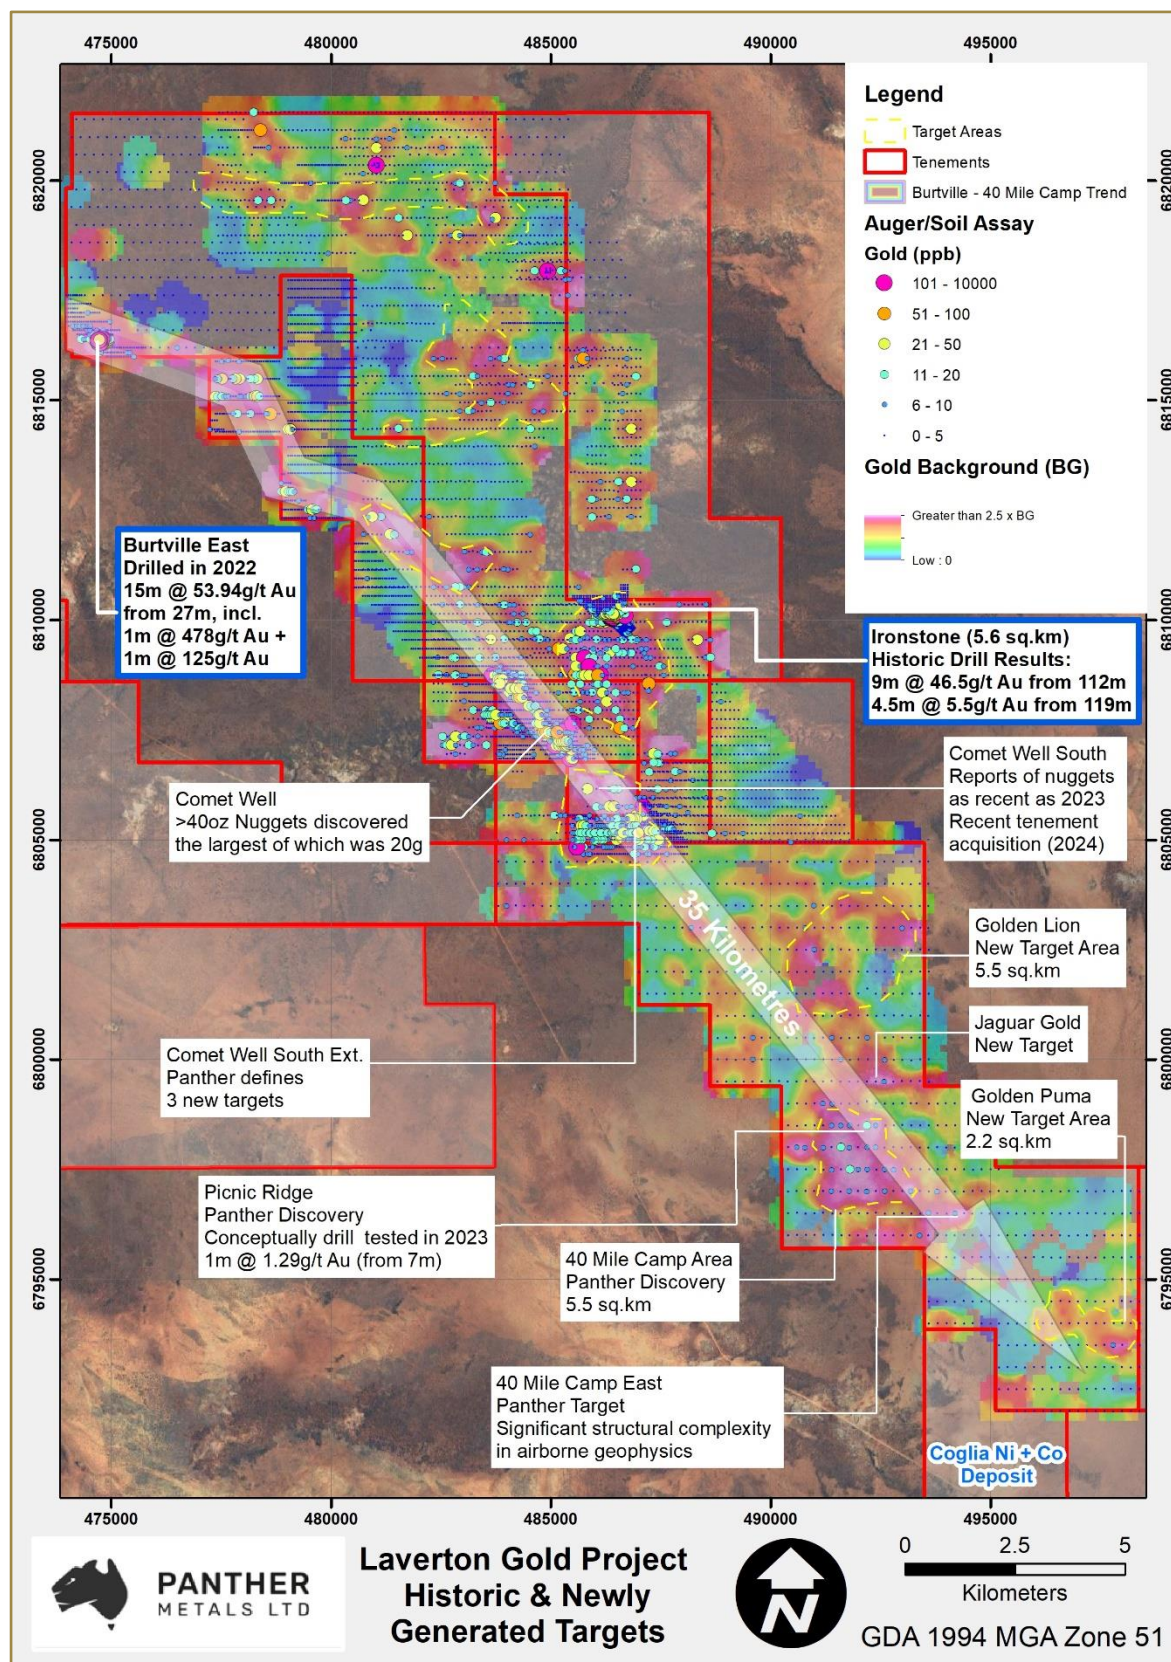 475000
480000
485000
490000
495000
6820000
6820000
6815000
6815000
6810000
6810000
6805000
6805000
6800000
6800000
6795000
6795000
Legend
Target Areas
Tenements
Burtville - 40 Mile Camp Trend
Auger/Soil Assay
Gold (ppb)
101 - 10000
51 - 100
21 - 50
11 - 20
6 - 10
0 - 5
Gold Background (BG)
Greater than 2.5 x BG
Low : 0
Burtville East
Drilled in 2022
15m @ 53.94g/t Au
from 27m, incl.
1m @ 478g/t Au +
1m @ 125g/t Au
Ironstone (5.6 sq.km)
Historic Drill Results:
9m @ 46.5g/t Au from 112m
4.5m @ 5.5g/t Au from 119m
Comet Well
>40oz Nuggets discovered
the largest of which was 20g
Comet Well South
Reports of nuggets
as recent as 2023
Recent tenement
acquisition (2024)
35 Kilometres
Golden Lion
New Target Area
5.5 sq.km
Jaguar Gold
New Target
Comet Well South Ext.
Panther defines
3 new targets
Golden Puma
New Target Area
2.2 sq.km
Picnic Ridge
Panther Discovery
Conceptually drill tested in 2023
1m @ 1.29g/t Au (from 7m)
40 Mile Camp Area
Panther Discovery
5.5 sq.km
40 Mile Camp East
Panther Target
Significant structural complexity
in airborne geophysics
Coglia Ni + Co
Deposit
475000
480000
485000
490000
495000
PANTHER
METALS LTD
Laverton Gold Project
Historic & Newly
Generated Targets
N
0
2.5
5
Kilometers
GDA 1994 MGA Zone 51